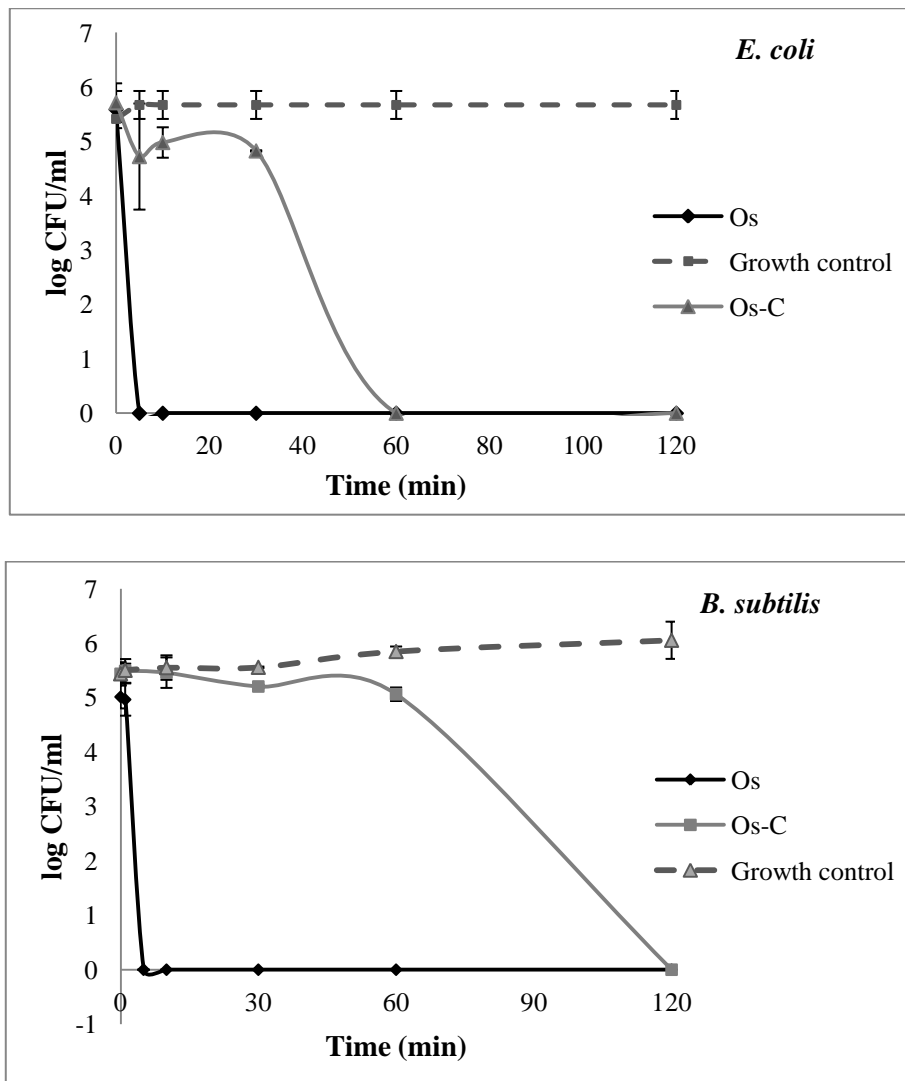 7
E. coli
6
5
4
3
2
1
0
log CFU/ml
Os
Growth control
Os-C
0 20 40 60 80 100 120
Time (min)
7
B. subtilis
6
5
4
3
2
1
0
-1
log CFU/ml
Os
Os-C
Growth control
0 30 60 90 120
Time (min)